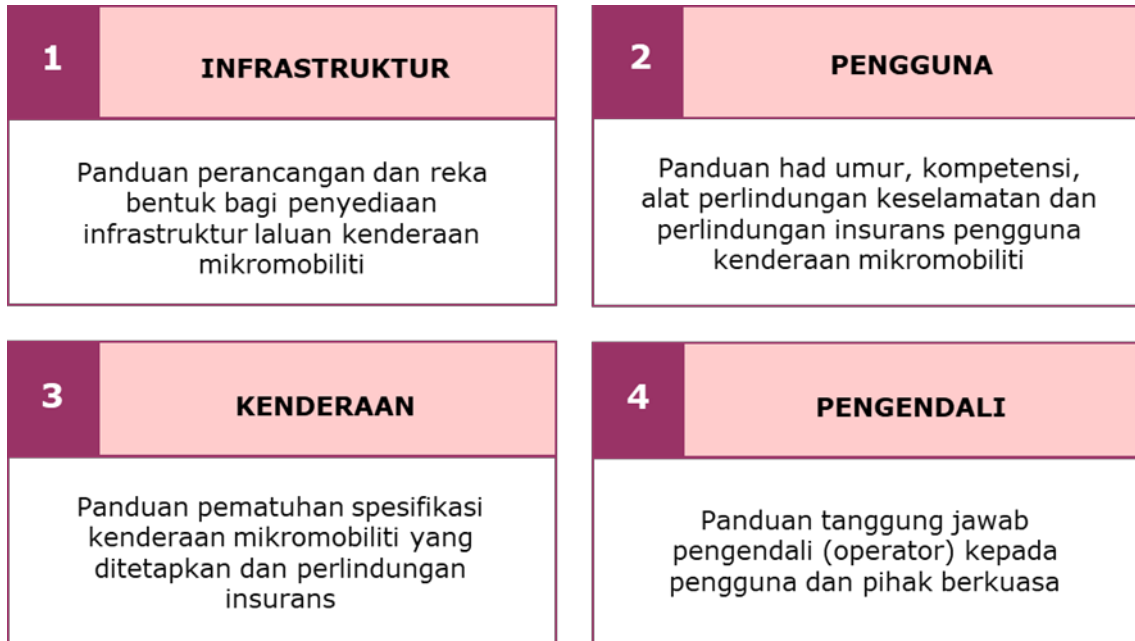 1
INFRASTRUKTUR
Panduan perancangan dan reka
bentuk bagi penyediaan
infrastruktur laluan kenderaan
mikromobiliti
2
PENGGUNA
Panduan had umur, kompetensi,
alat perlindungan keselamatan dan
perlindungan insurans pengguna
kenderaan mikromobiliti
3
KENDERAAN
Panduan pematuhan spesifikasi
kenderaan mikromobiliti yang
ditetapkan dan perlindungan
insurans
4
PENGENDALI
Panduan tanggung jawab
pengendali (operator) kepada
pengguna dan pihak berkuasa